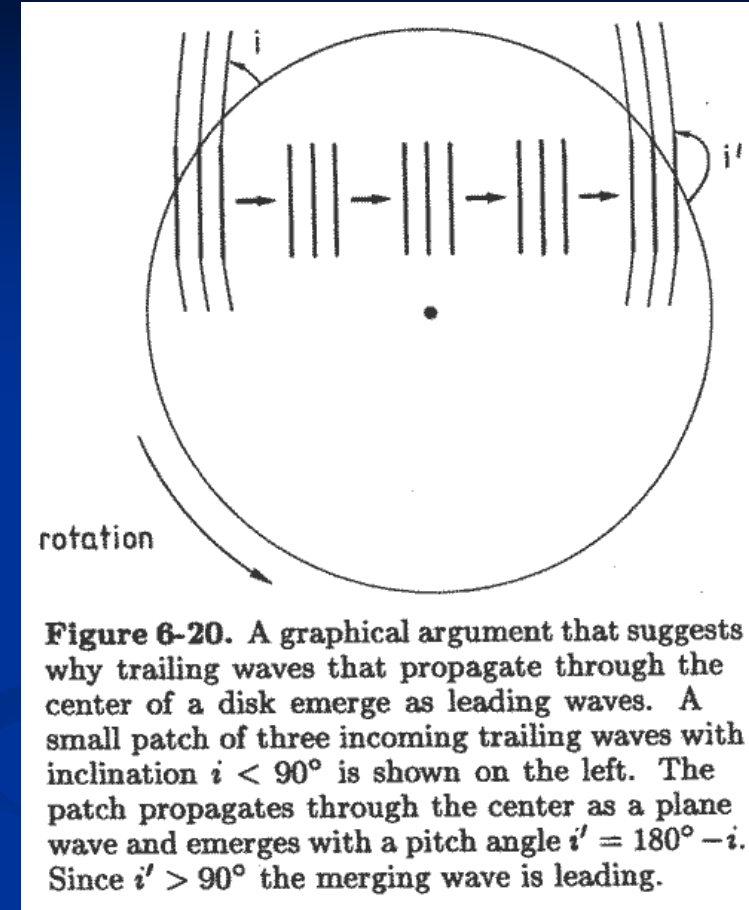 i
i'
rotation
Figure 6-20. A graphical argument that suggests
why trailing waves that propagate through the
center of a disk emerge as leading waves. A
small patch of three incoming trailing waves with
inclination i < 90° is shown on the left. The
patch propagates through the center as a plane
wave and emerges with a pitch angle i' = 180° – i.
Since i' > 90° the merging wave is leading.